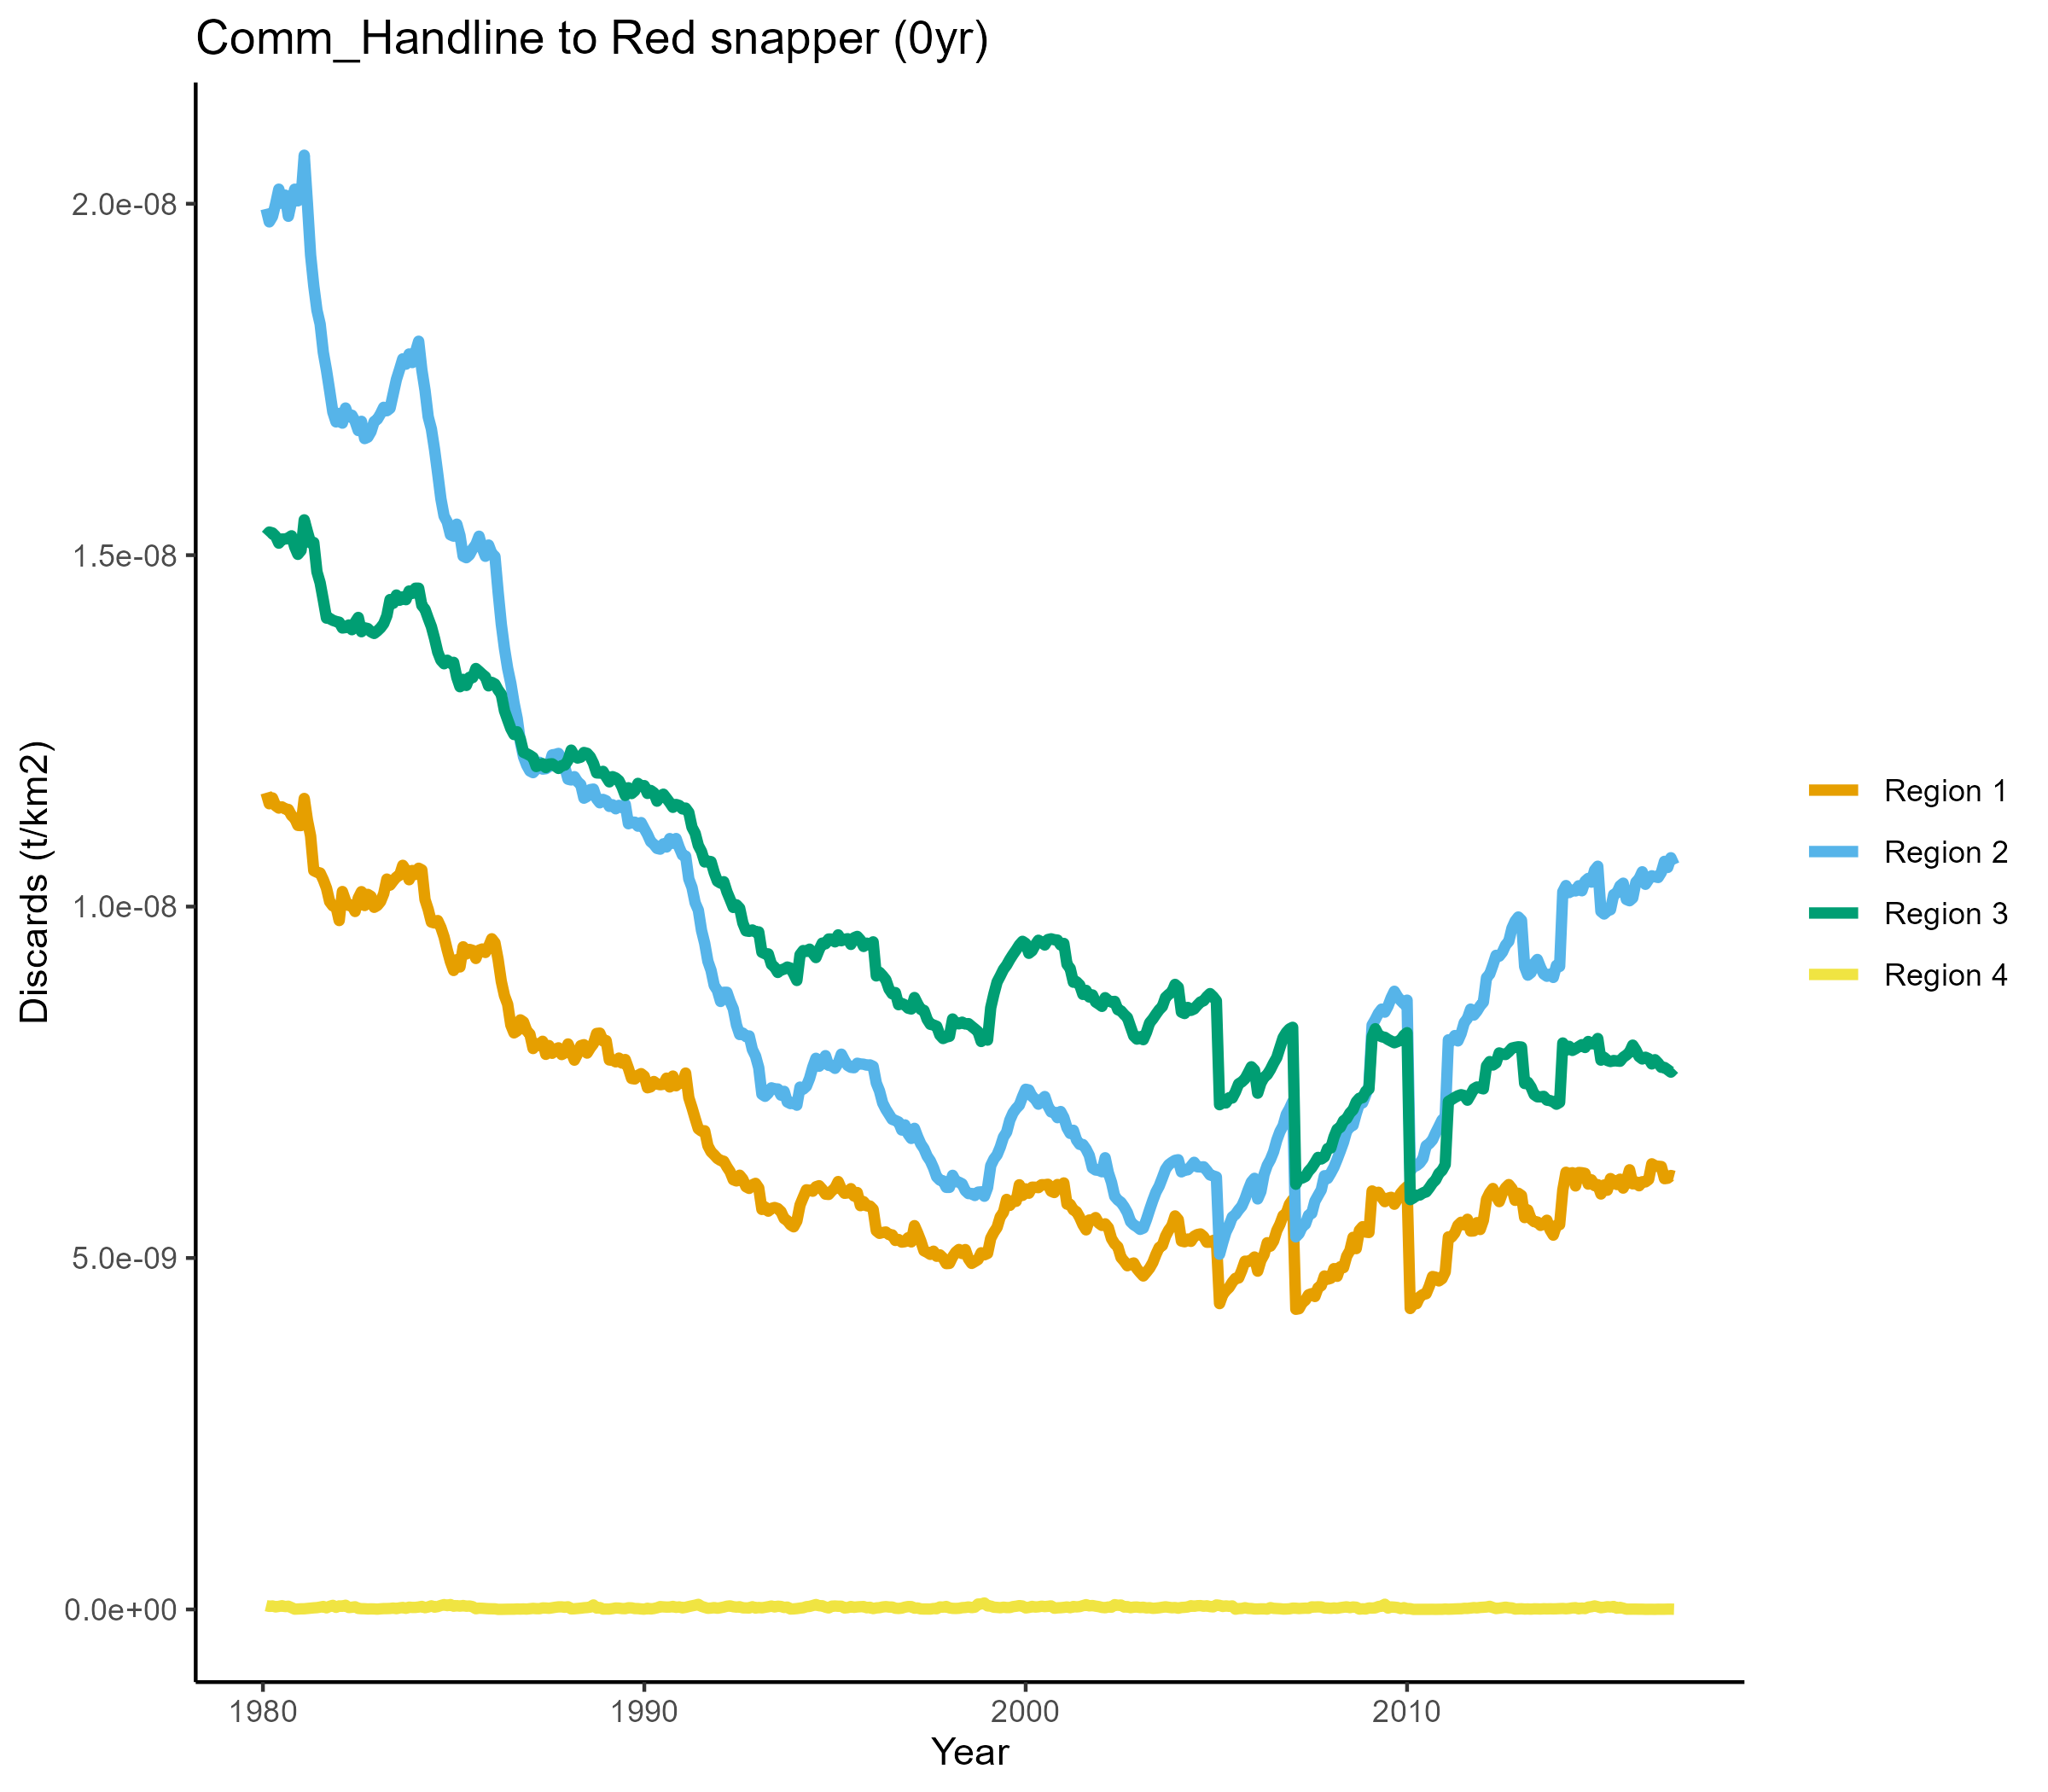 Comm_Handline to Red snapper (0yr)
Discards (t/km2)
2.0e-08
1.5e-08
1.0e-08
5.0e-09
0.0e+00
1980
1990
2000
2010
Year
Region 1
Region 2
Region 3
Region 4